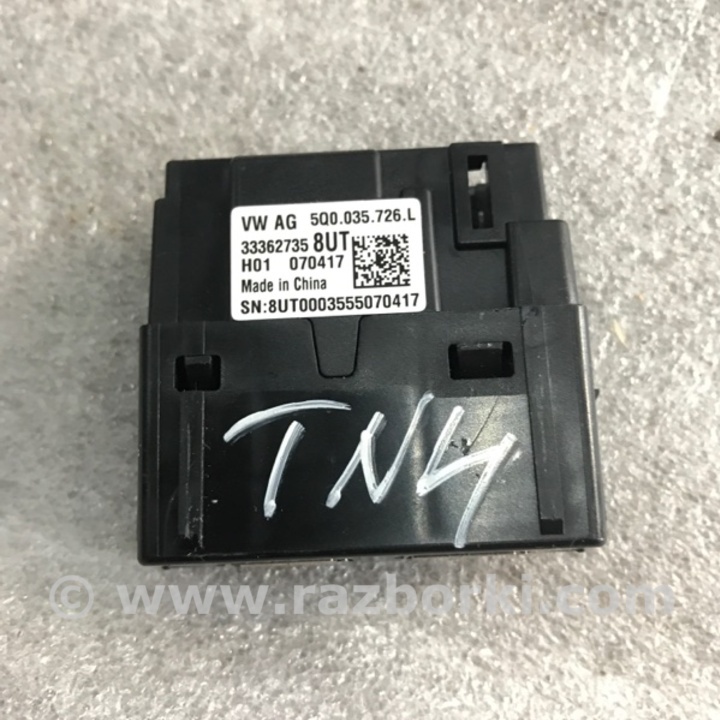 VW AG 5Q0.035.726.L
33362735 8UT
H01 070417
Made in China
SN:8UT0003555070417
TN4
© www.razborki.com